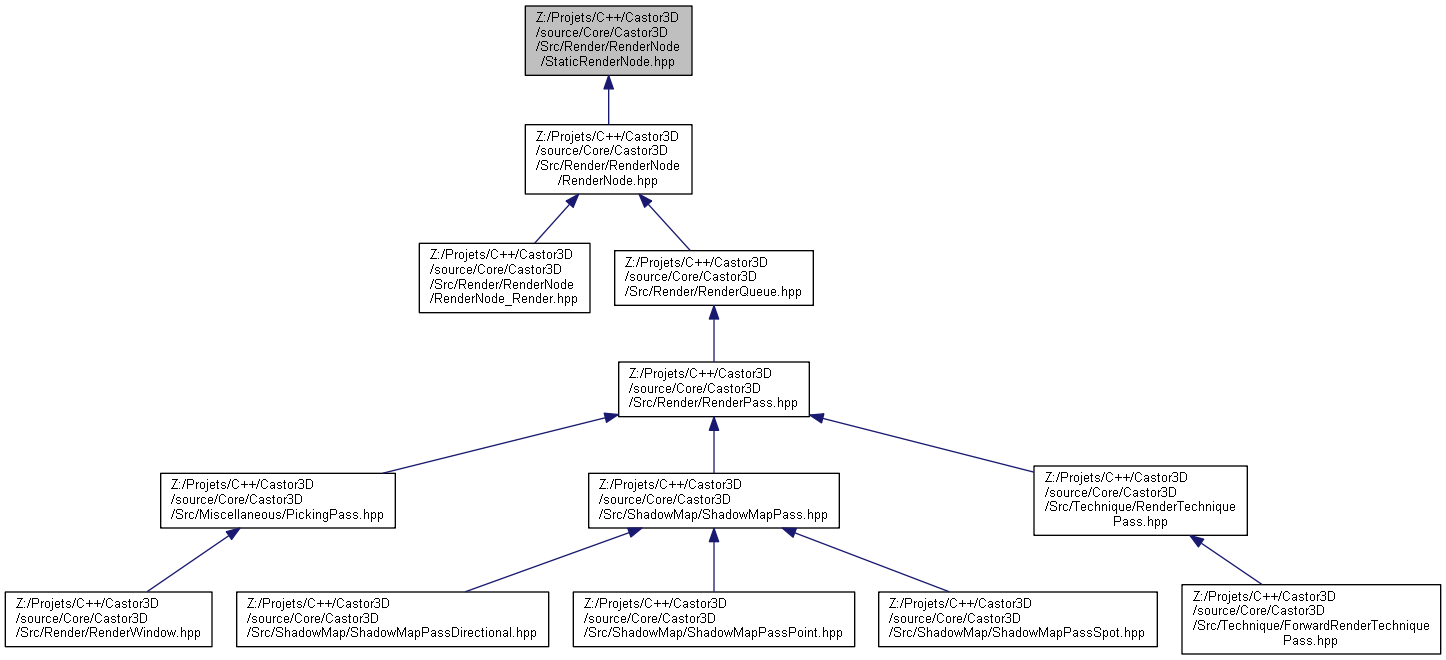 Z:/Projets/C++/Castor3D
/source/Core/Castor3D
/Src/Render/RenderNode
/StaticRenderNode.hpp
Z:/Projets/C++/Castor3D
/source/Core/Castor3D
/Src/Render/RenderNode
/RenderNode.hpp
Z:/Projets/C++/Castor3D
/source/Core/Castor3D
/Src/Render/RenderNode
/RenderNode_Render.hpp
Z:/Projets/C++/Castor3D
/source/Core/Castor3D
/Src/Render/RenderQueue.hpp
Z:/Projets/C++/Castor3D
/source/Core/Castor3D
/Src/Render/RenderPass.hpp
Z:/Projets/C++/Castor3D
/source/Core/Castor3D
/Src/Miscellaneous/PickingPass.hpp
Z:/Projets/C++/Castor3D
/source/Core/Castor3D
/Src/ShadowMap/ShadowMapPass.hpp
Z:/Projets/C++/Castor3D
/source/Core/Castor3D
/Src/Technique/RenderTechnique
Pass.hpp
Z:/Projets/C++/Castor3D
/source/Core/Castor3D
/Src/Render/RenderWindow.hpp
Z:/Projets/C++/Castor3D
/source/Core/Castor3D
/Src/ShadowMap/ShadowMapPassDirectional.hpp
Z:/Projets/C++/Castor3D
/source/Core/Castor3D
/Src/ShadowMap/ShadowMapPassPoint.hpp
Z:/Projets/C++/Castor3D
/source/Core/Castor3D
/Src/ShadowMap/ShadowMapPassSpot.hpp
Z:/Projets/C++/Castor3D
/source/Core/Castor3D
/Src/Technique/ForwardRenderTechnique
Pass.hpp